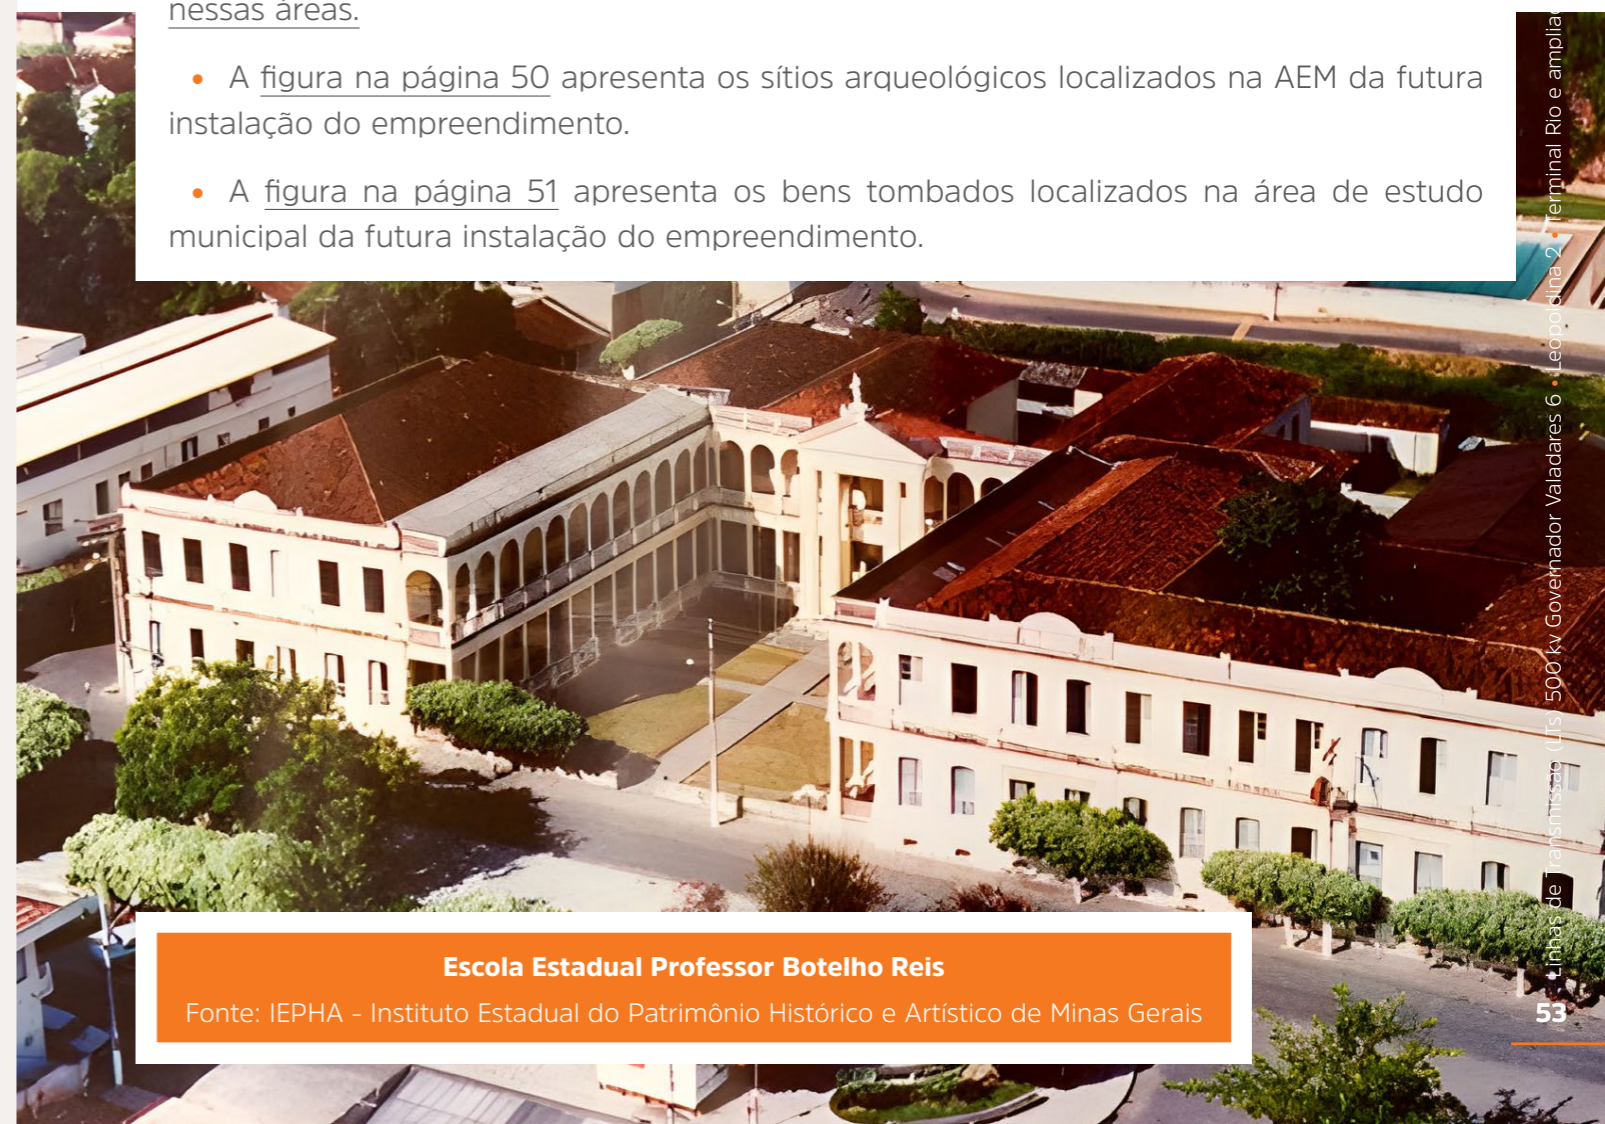 nessas áreas.
• A figura na página 50 apresenta os sítios arqueológicos localizados na AEM da futura
instalação do empreendimento.
• A figura na página 51 apresenta os bens tombados localizados na área de estudo
municipal da futura instalação do empreendimento.
Escola Estadual Professor Botelho Reis
Fonte: IEPHA - Instituto Estadual do Patrimônio Histórico e Artístico de Minas Gerais
• Linhas de Transmissão (LTs) 500 kv Governador Valadares 6 • Leopoldina 2 • Terminal Rio e
53